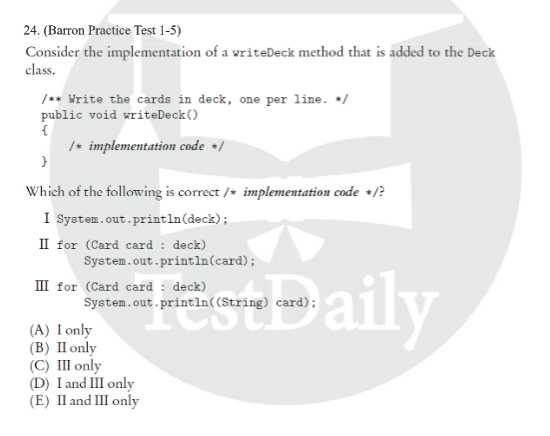 24. (Barron Practice Test 1-5)
Consider the implementation of a writeDeck method that is added to the Deck
class.
/** Write the cards in deck, one per line. */
public void writeDeck()
{
/* implementation code */
}
Which of the following is correct /* implementation code */?
I System.out.println(deck);
II for (Card card : deck)
System.out.println(card);
III for (Card card : deck)
System.out.println((String) card);
TestDaily
(A) I only
(B) II only
(C) III only
(D) I and III only
(E) II and III only